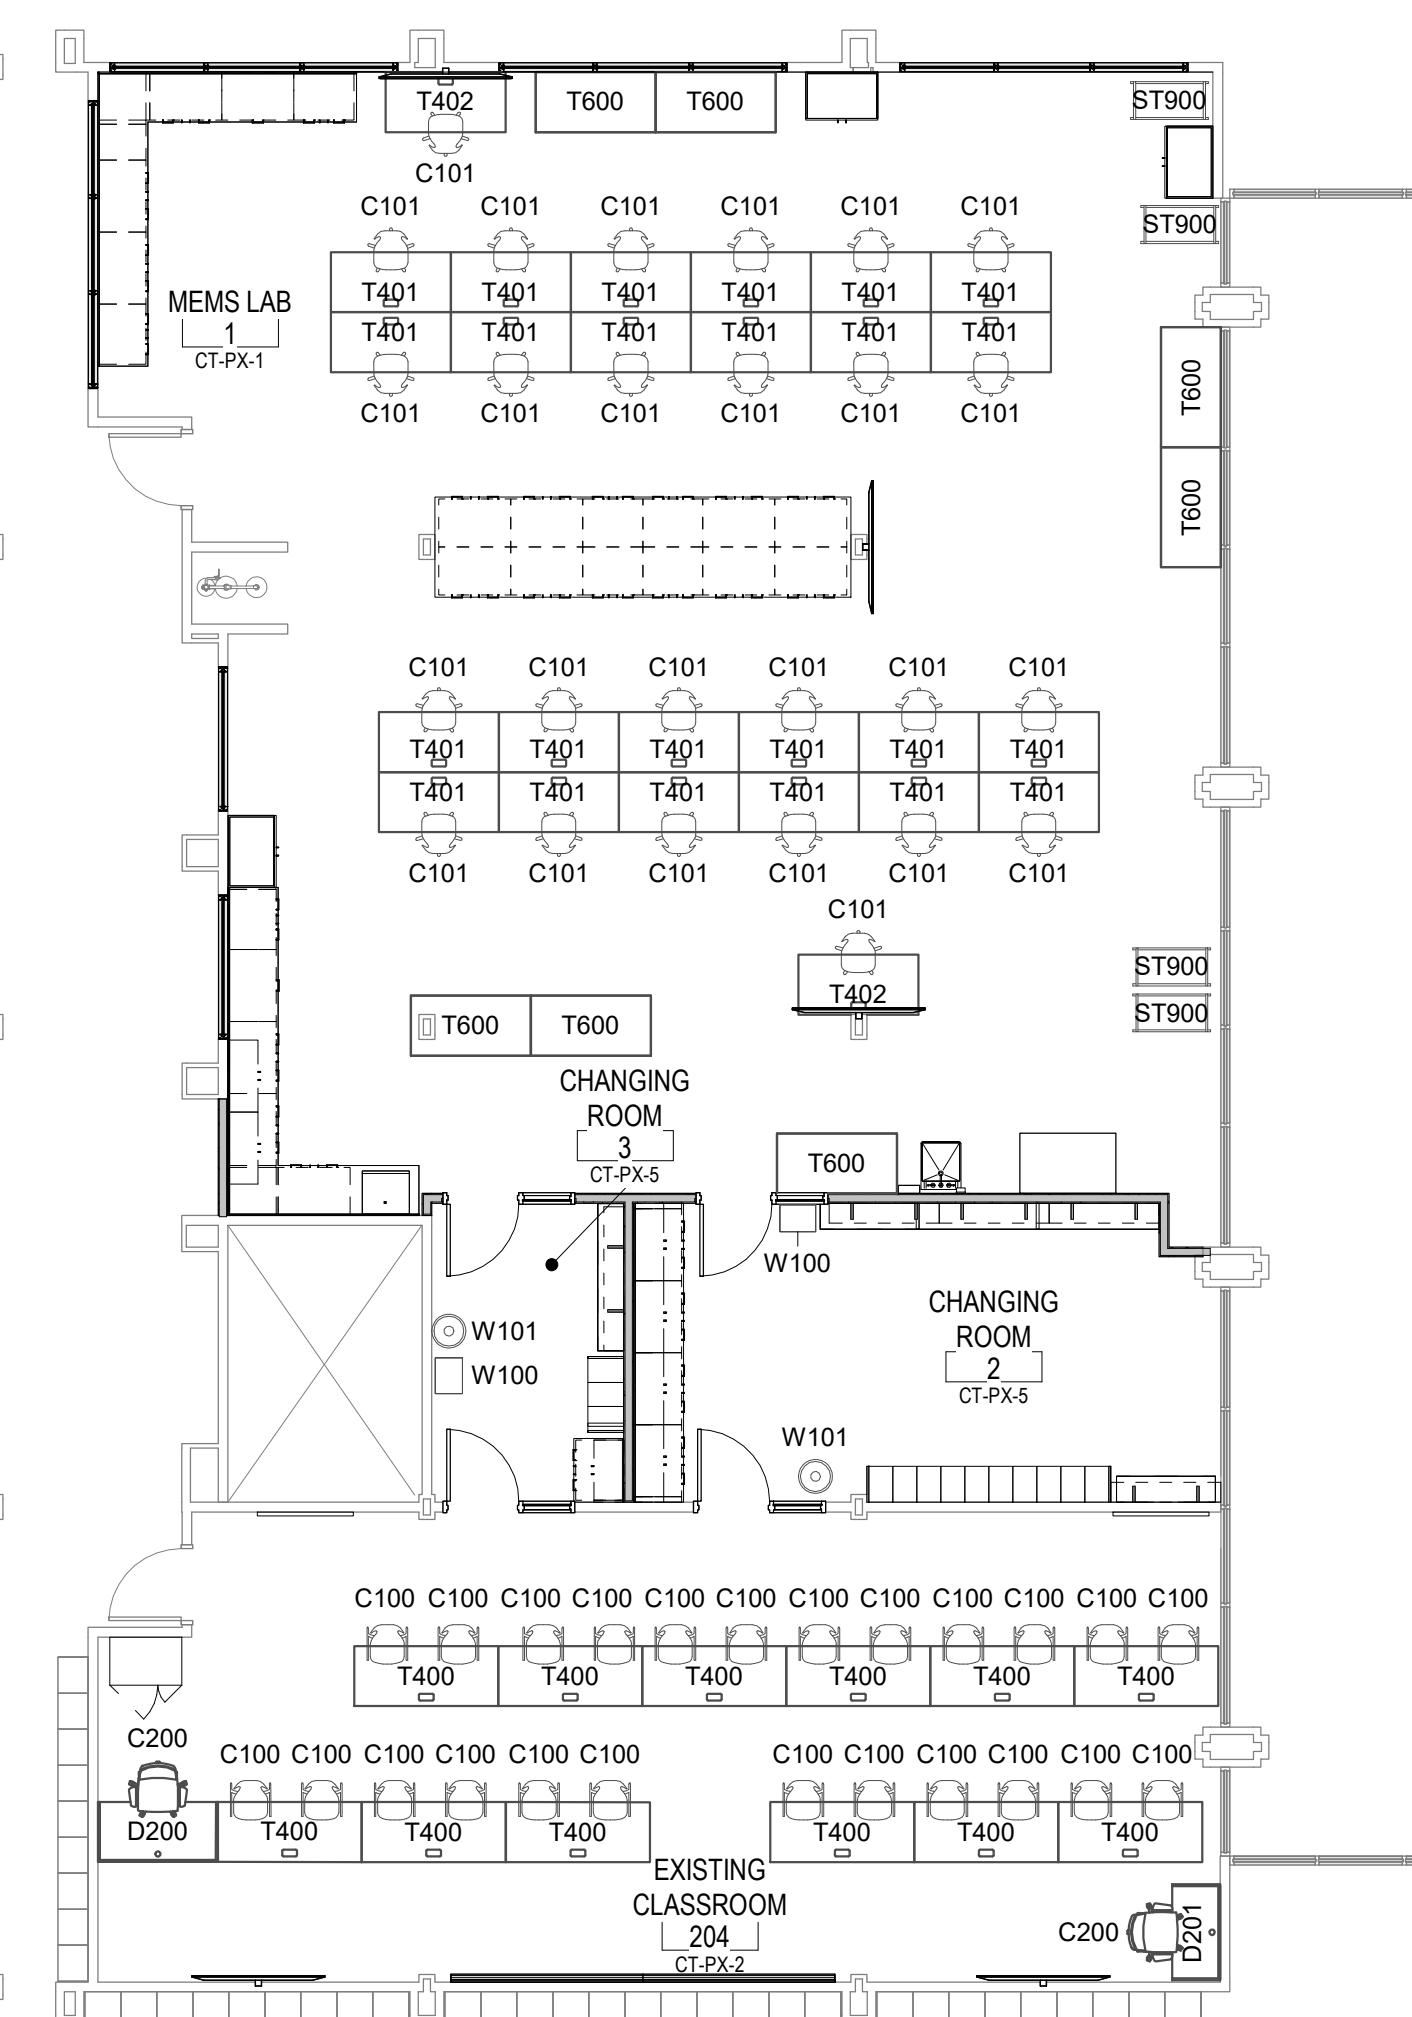 T402 T600 T600 ST900
C101
C101 C101 C101 C101 C101 C101
ST900
T401 T401 T401 T401 T401 T401
MEMS LAB
1
CT-PX-1
T401 T401 T401 T401 T401 T401
C101 C101 C101 C101 C101 C101
T600
T600
C101 C101 C101 C101 C101 C101
T401 T401 T401 T401 T401 T401
T401 T401 T401 T401 T401 T401
C101 C101 C101 C101 C101 C101
C101
ST900
T402
ST900
T600 T600
CHANGING
ROOM
3
CT-PX-5
T600
W100
CHANGING
ROOM
2
CT-PX-5
W101
W100
W101
C100 C100 C100 C100 C100 C100 C100 C100 C100 C100 C100 C100
T400 T400 T400 T400 T400 T400
C200
C100 C100 C100 C100 C100 C100 C100 C100 C100 C100 C100 C100
D200 T400 T400 T400 T400 T400 T400
EXISTING
CLASSROOM
204
CT-PX-2
C200 D201